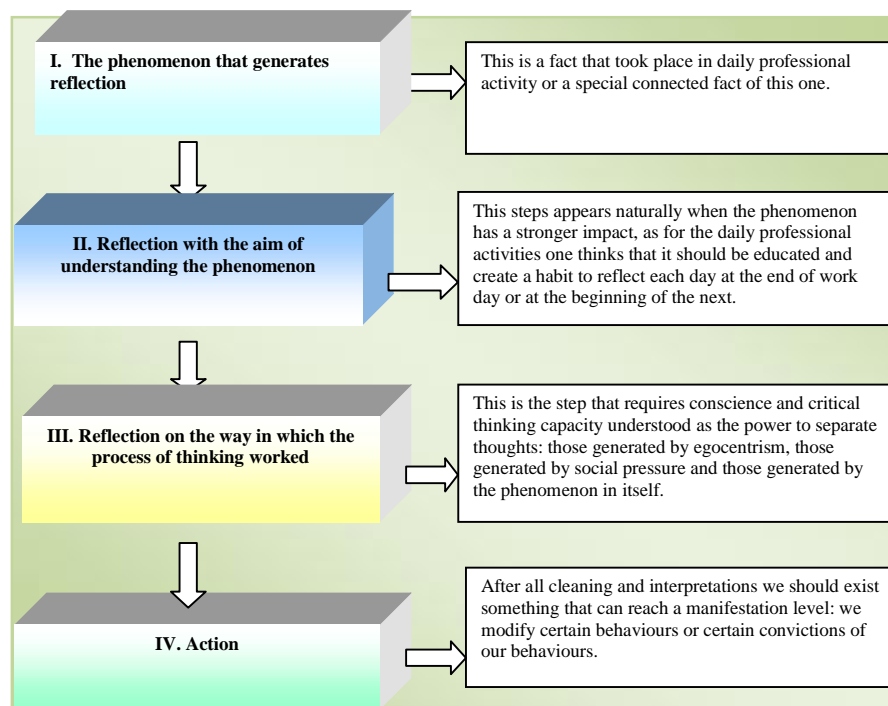 I. The phenomenon that generates
reflection
This is a fact that took place in daily professional
activity or a special connected fact of this one.
II. Reflection with the aim of
understanding the phenomenon
This steps appears naturally when the phenomenon
has a stronger impact, as for the daily professional
activities one thinks that it should be educated and
create a habit to reflect each day at the end of work
day or at the beginning of the next.
III. Reflection on the way in which the
process of thinking worked
This is the step that requires conscience and critical
thinking capacity understood as the power to separate
thoughts: those generated by egocentrism, those
generated by social pressure and those generated by
the phenomenon in itself.
IV. Action
After all cleaning and interpretations we should exist
something that can reach a manifestation level: we
modify certain behaviours or certain convictions of
our behaviours.